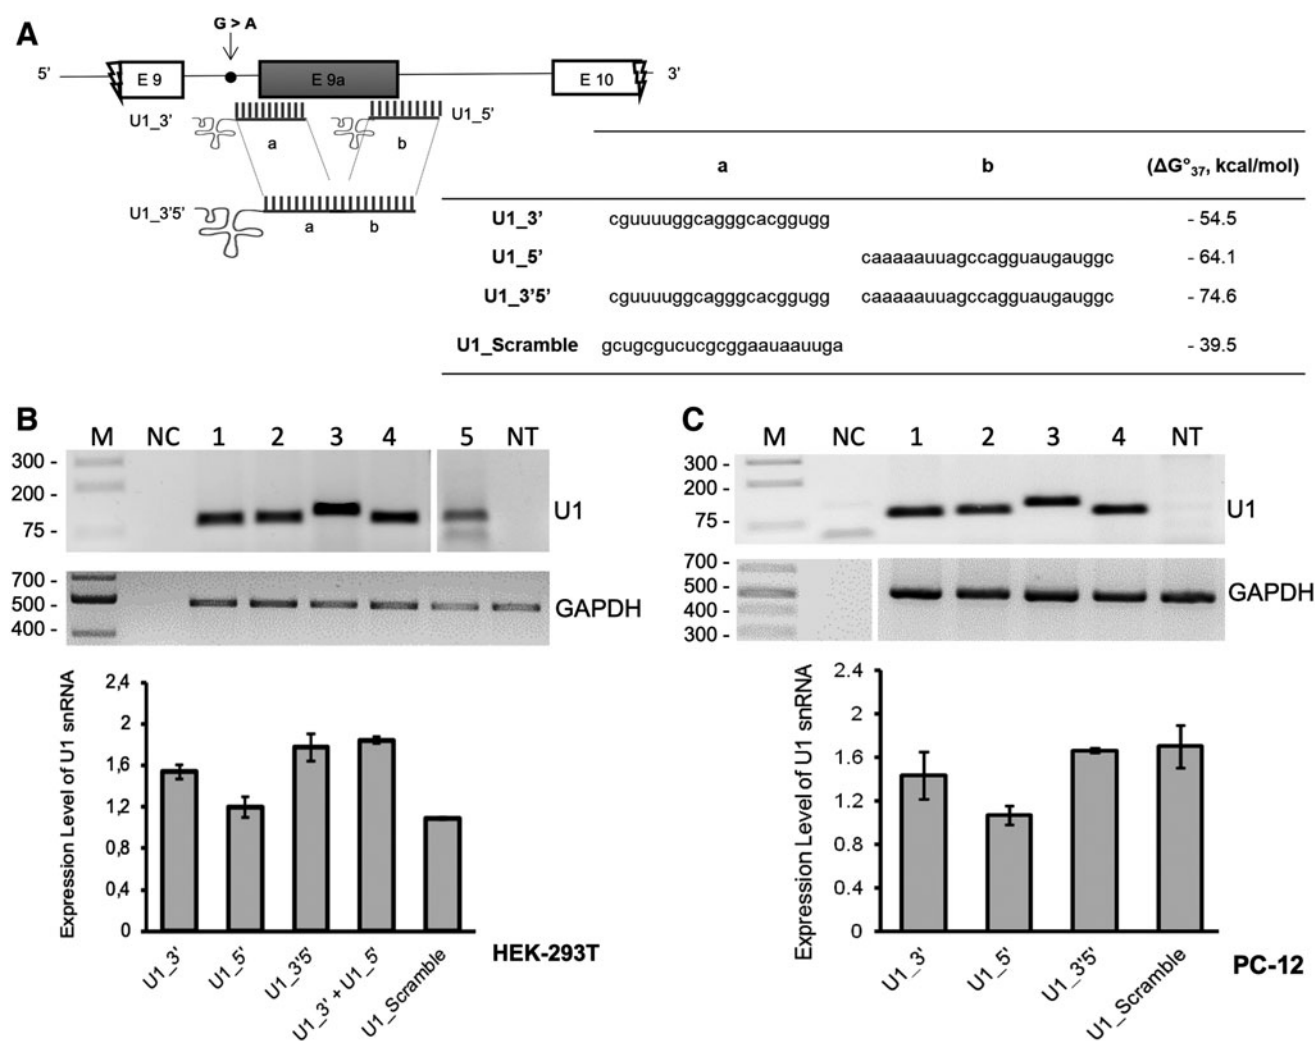 A
G > A
5'
E 9
E 9a
E 10
3'
U1_3'
a
b
U1_5'
U1_3'5'
a
b
a b (ΔG°37, kcal/mol)
U1_3' cguuuuggcagggcacggugg - 54.5
U1_5' caaaaauuagccagguaugauggc - 64.1
U1_3'5' cguuuuggcagggcacggugg caaaaauuagccagguaugauggc - 74.6
U1_Scramble gcugcgucucgcggaauaauuga - 39.5
B
M NC 1 2 3 4 5 NT
300 -
200 -
75 -
U1
700 -
500 -
400 -
GAPDH
Expression Level of U1 snRNA
2,4
2
1,6
1,2
0,8
0,4
0
U1_3'
U1_5'
U1_3'5'
U1_3' + U1_5'
U1_Scramble
HEK-293T
C
M NC 1 2 3 4 NT
300 -
200 -
75 -
U1
700 -
500 -
400 -
300 -
GAPDH
Expression Level of U1 snRNA
2.4
2
1.6
1.2
0.8
0.4
0
U1_3'
U1_5'
U1_3'5'
U1_Scramble
PC-12